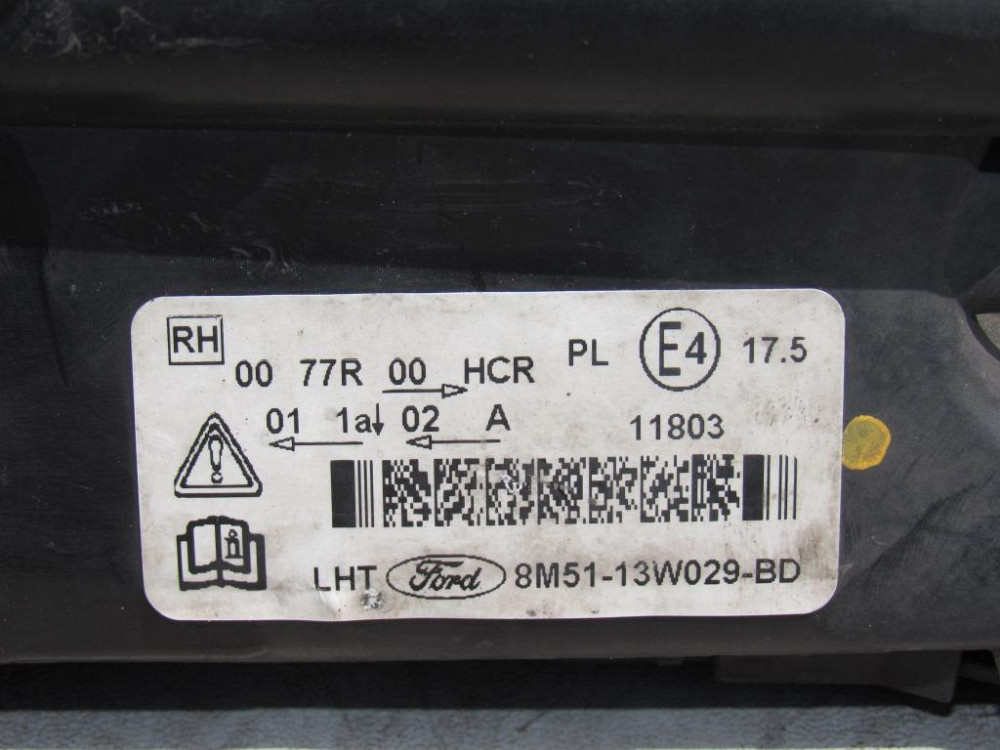 RH
00 77R 00 HCR PL E4 17.5
01 1a 02 A 11803
LHT Ford 8M51-13W029-BD